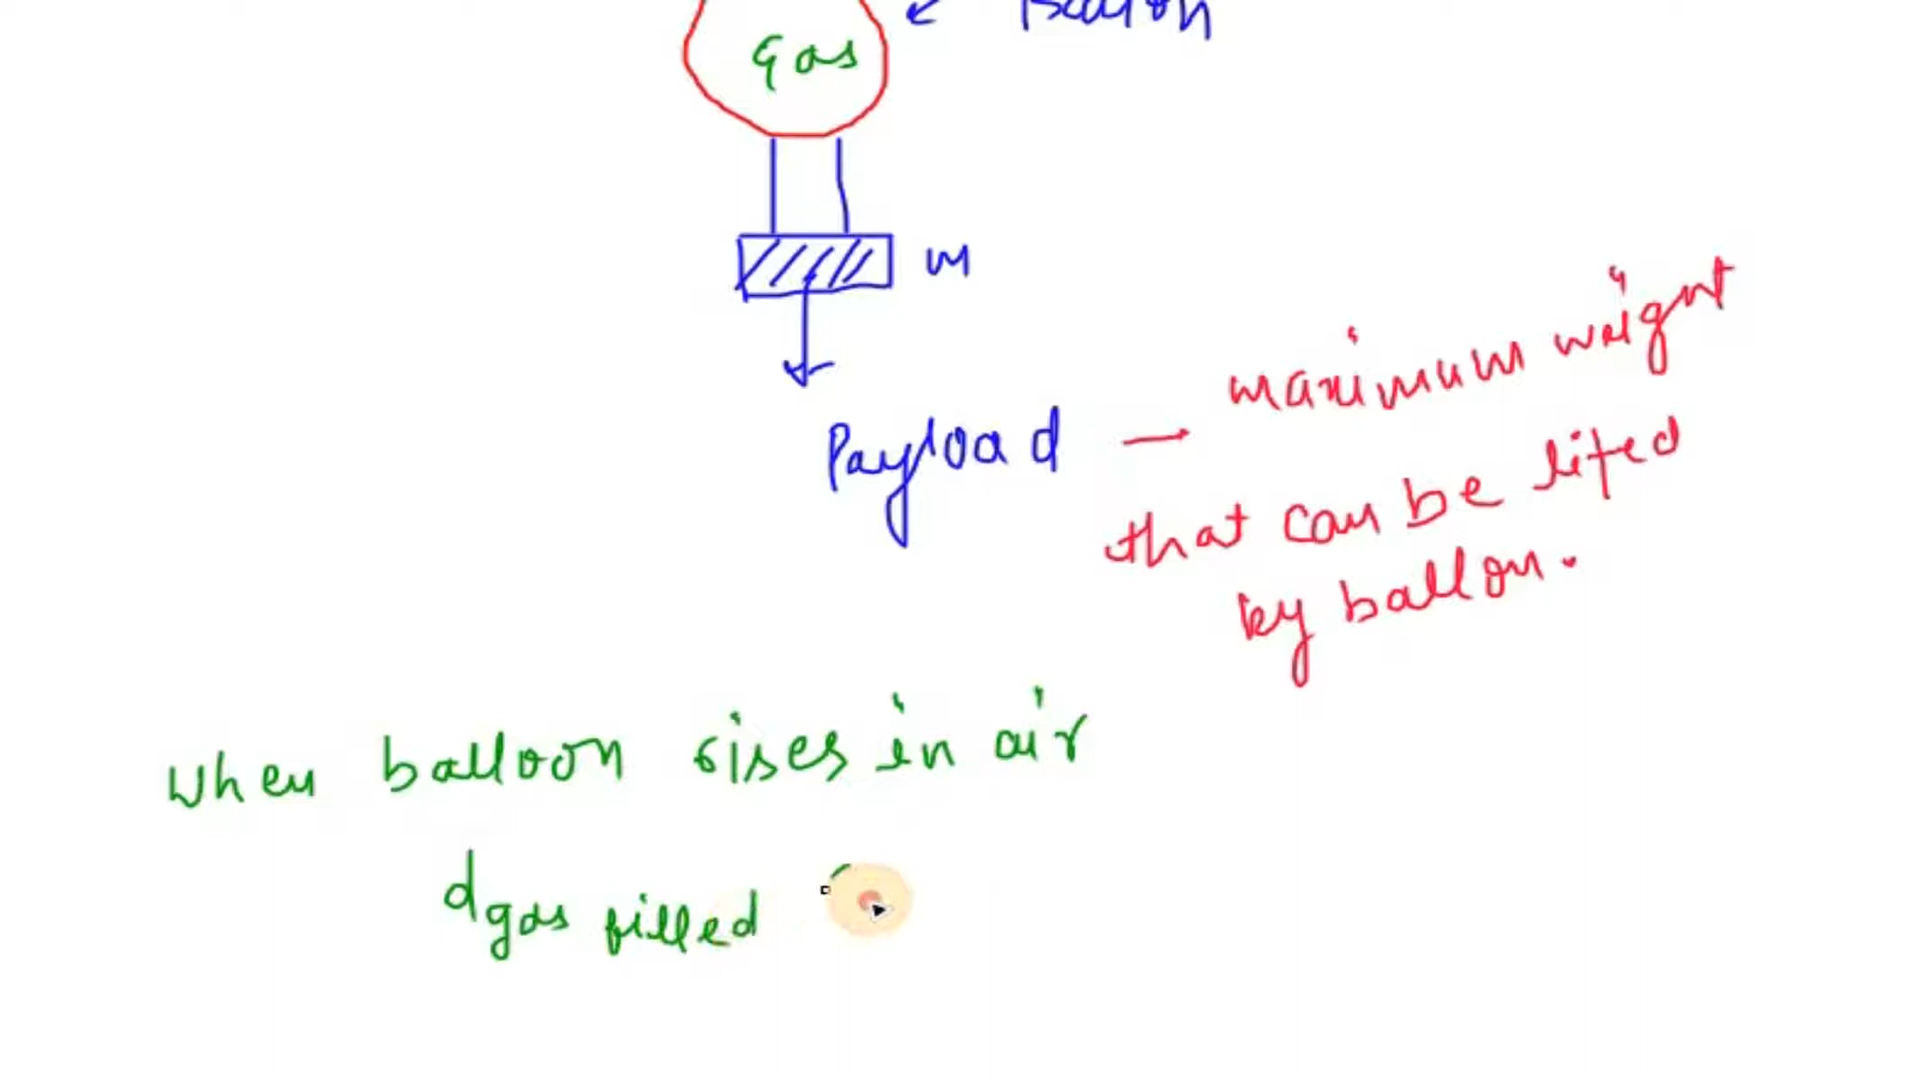 Gas
m
Payload — maximum weight
that can be lifted
by ballon.
When balloon rises in air
dgas filled